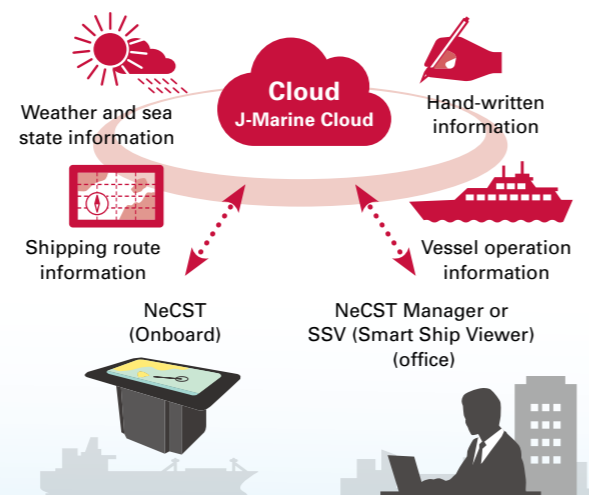 Cloud
J-Marine Cloud
Weather and sea
state information
Hand-written
information
Shipping route
information
Vessel operation
information
NeCST
(Onboard)
NeCST Manager or
SSV (Smart Ship Viewer)
(office)